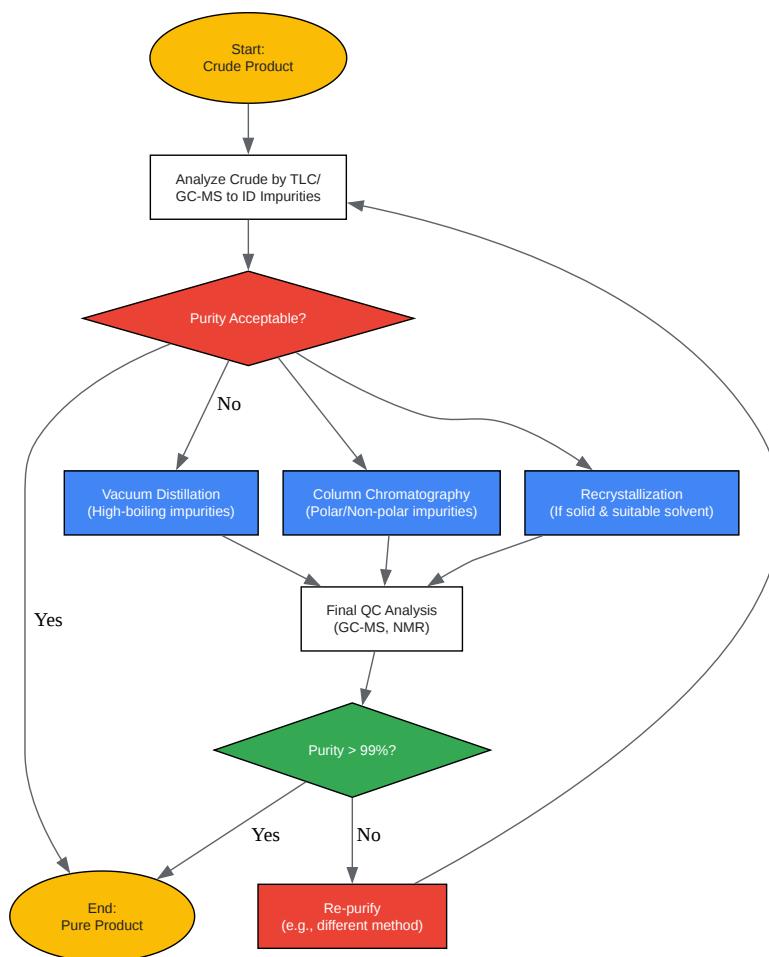 Start:
Crude Product
Analyze Crude by TLC/
GC-MS to ID Impurities
Purity Acceptable?
No
Vacuum Distillation
(High-boiling impurities)
Column Chromatography
(Polar/Non-polar impurities)
Recrystallization
(If solid & suitable solvent)
Final QC Analysis
(GC-MS, NMR)
Yes
Purity > 99%?
Yes
No
End:
Pure Product
Re-purify
(e.g., different method)